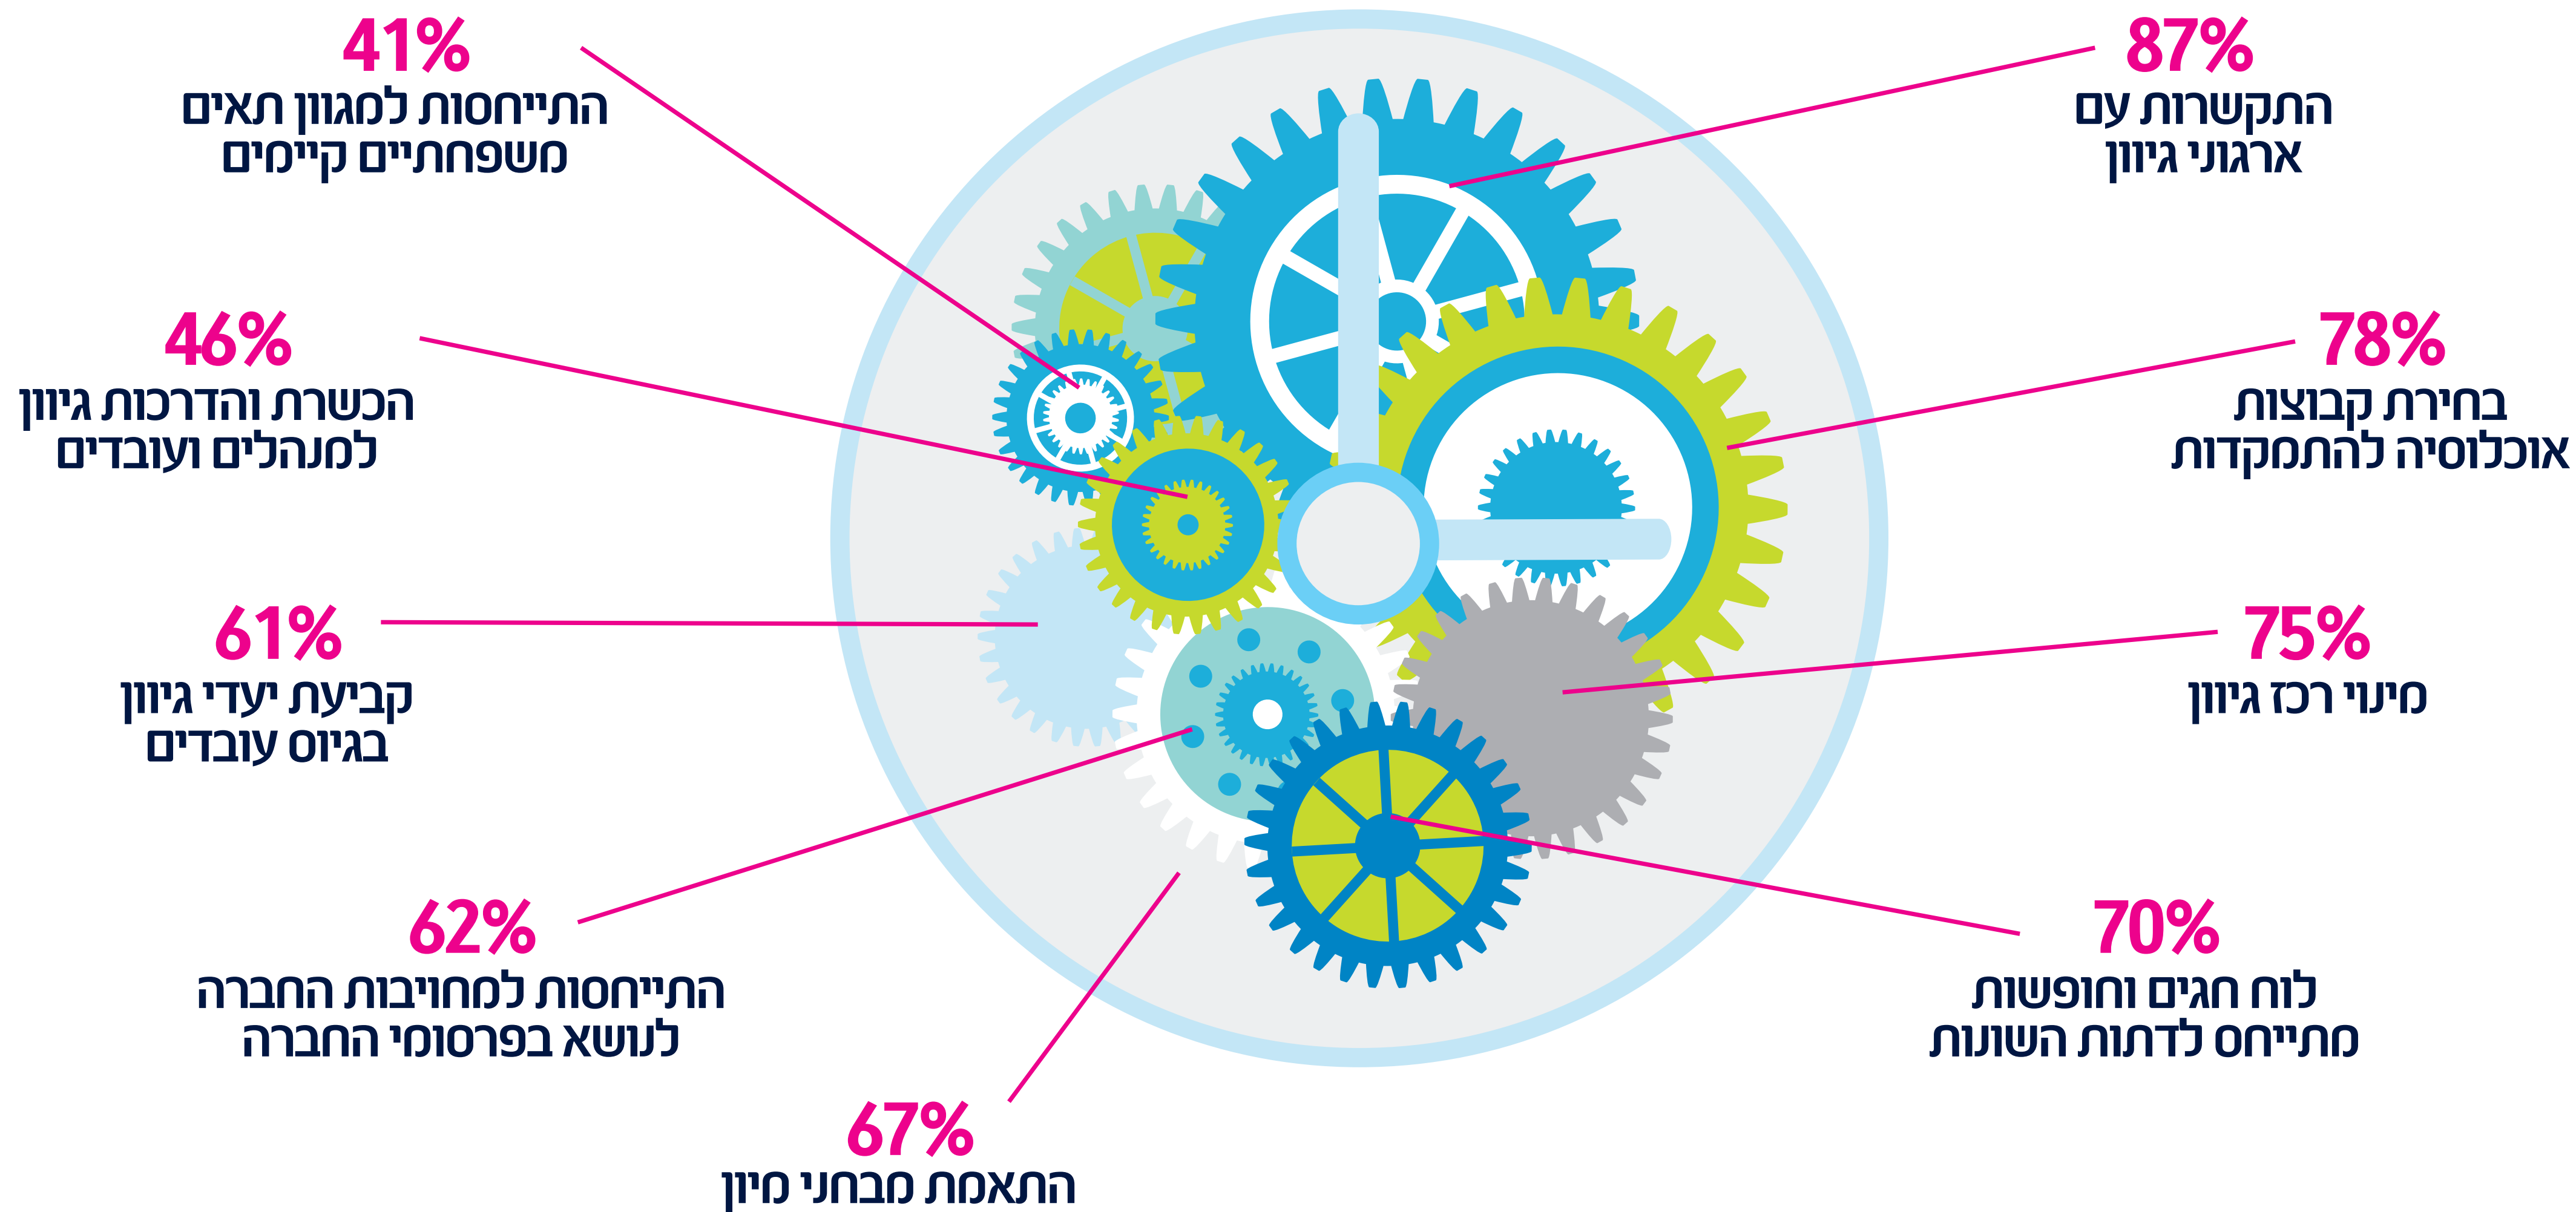 87%
התקשרות עם
ארגוני גיוון
78%
בחירת קבוצות
אוכלוסיה להתמקדות
75%
מינוי רכז גיוון
70%
לוח חגים וחופשות
מתייחס לדתות השונות
67%
התאמת מבחני מיון
62%
התייחסות למחויבות החברה
לנושא בפרסומי החברה
61%
קביעת יעדי גיוון
בגיוס עובדים
46%
הכשרת והדרכות גיוון
למנהלים ועובדים
41%
התייחסות למגוון תאים
משפחתיים קיימים